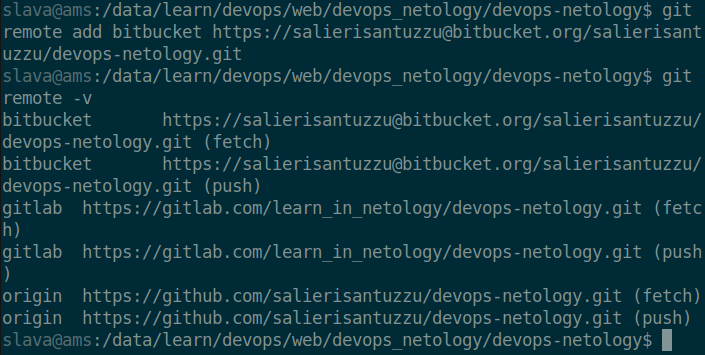 slava@ams:/data/learn/devops/web/devops_netology/devops-netology$ git
remote add bitbucket https://salierisantuzzu@bitbucket.org/salierisant
uzzu/devops-netology.git
slava@ams:/data/learn/devops/web/devops_netology/devops-netology$ git
remote -v
bitbucket       https://salierisantuzzu@bitbucket.org/salierisantuzzu/
devops-netology.git (fetch)
bitbucket       https://salierisantuzzu@bitbucket.org/salierisantuzzu/
devops-netology.git (push)
gitlab  https://gitlab.com/learn_in_netology/devops-netology.git (fetc
h)
gitlab  https://gitlab.com/learn_in_netology/devops-netology.git (push
)
origin  https://github.com/salierisantuzzu/devops-netology.git (fetch)
origin  https://github.com/salierisantuzzu/devops-netology.git (push)
slava@ams:/data/learn/devops/web/devops_netology/devops-netology$